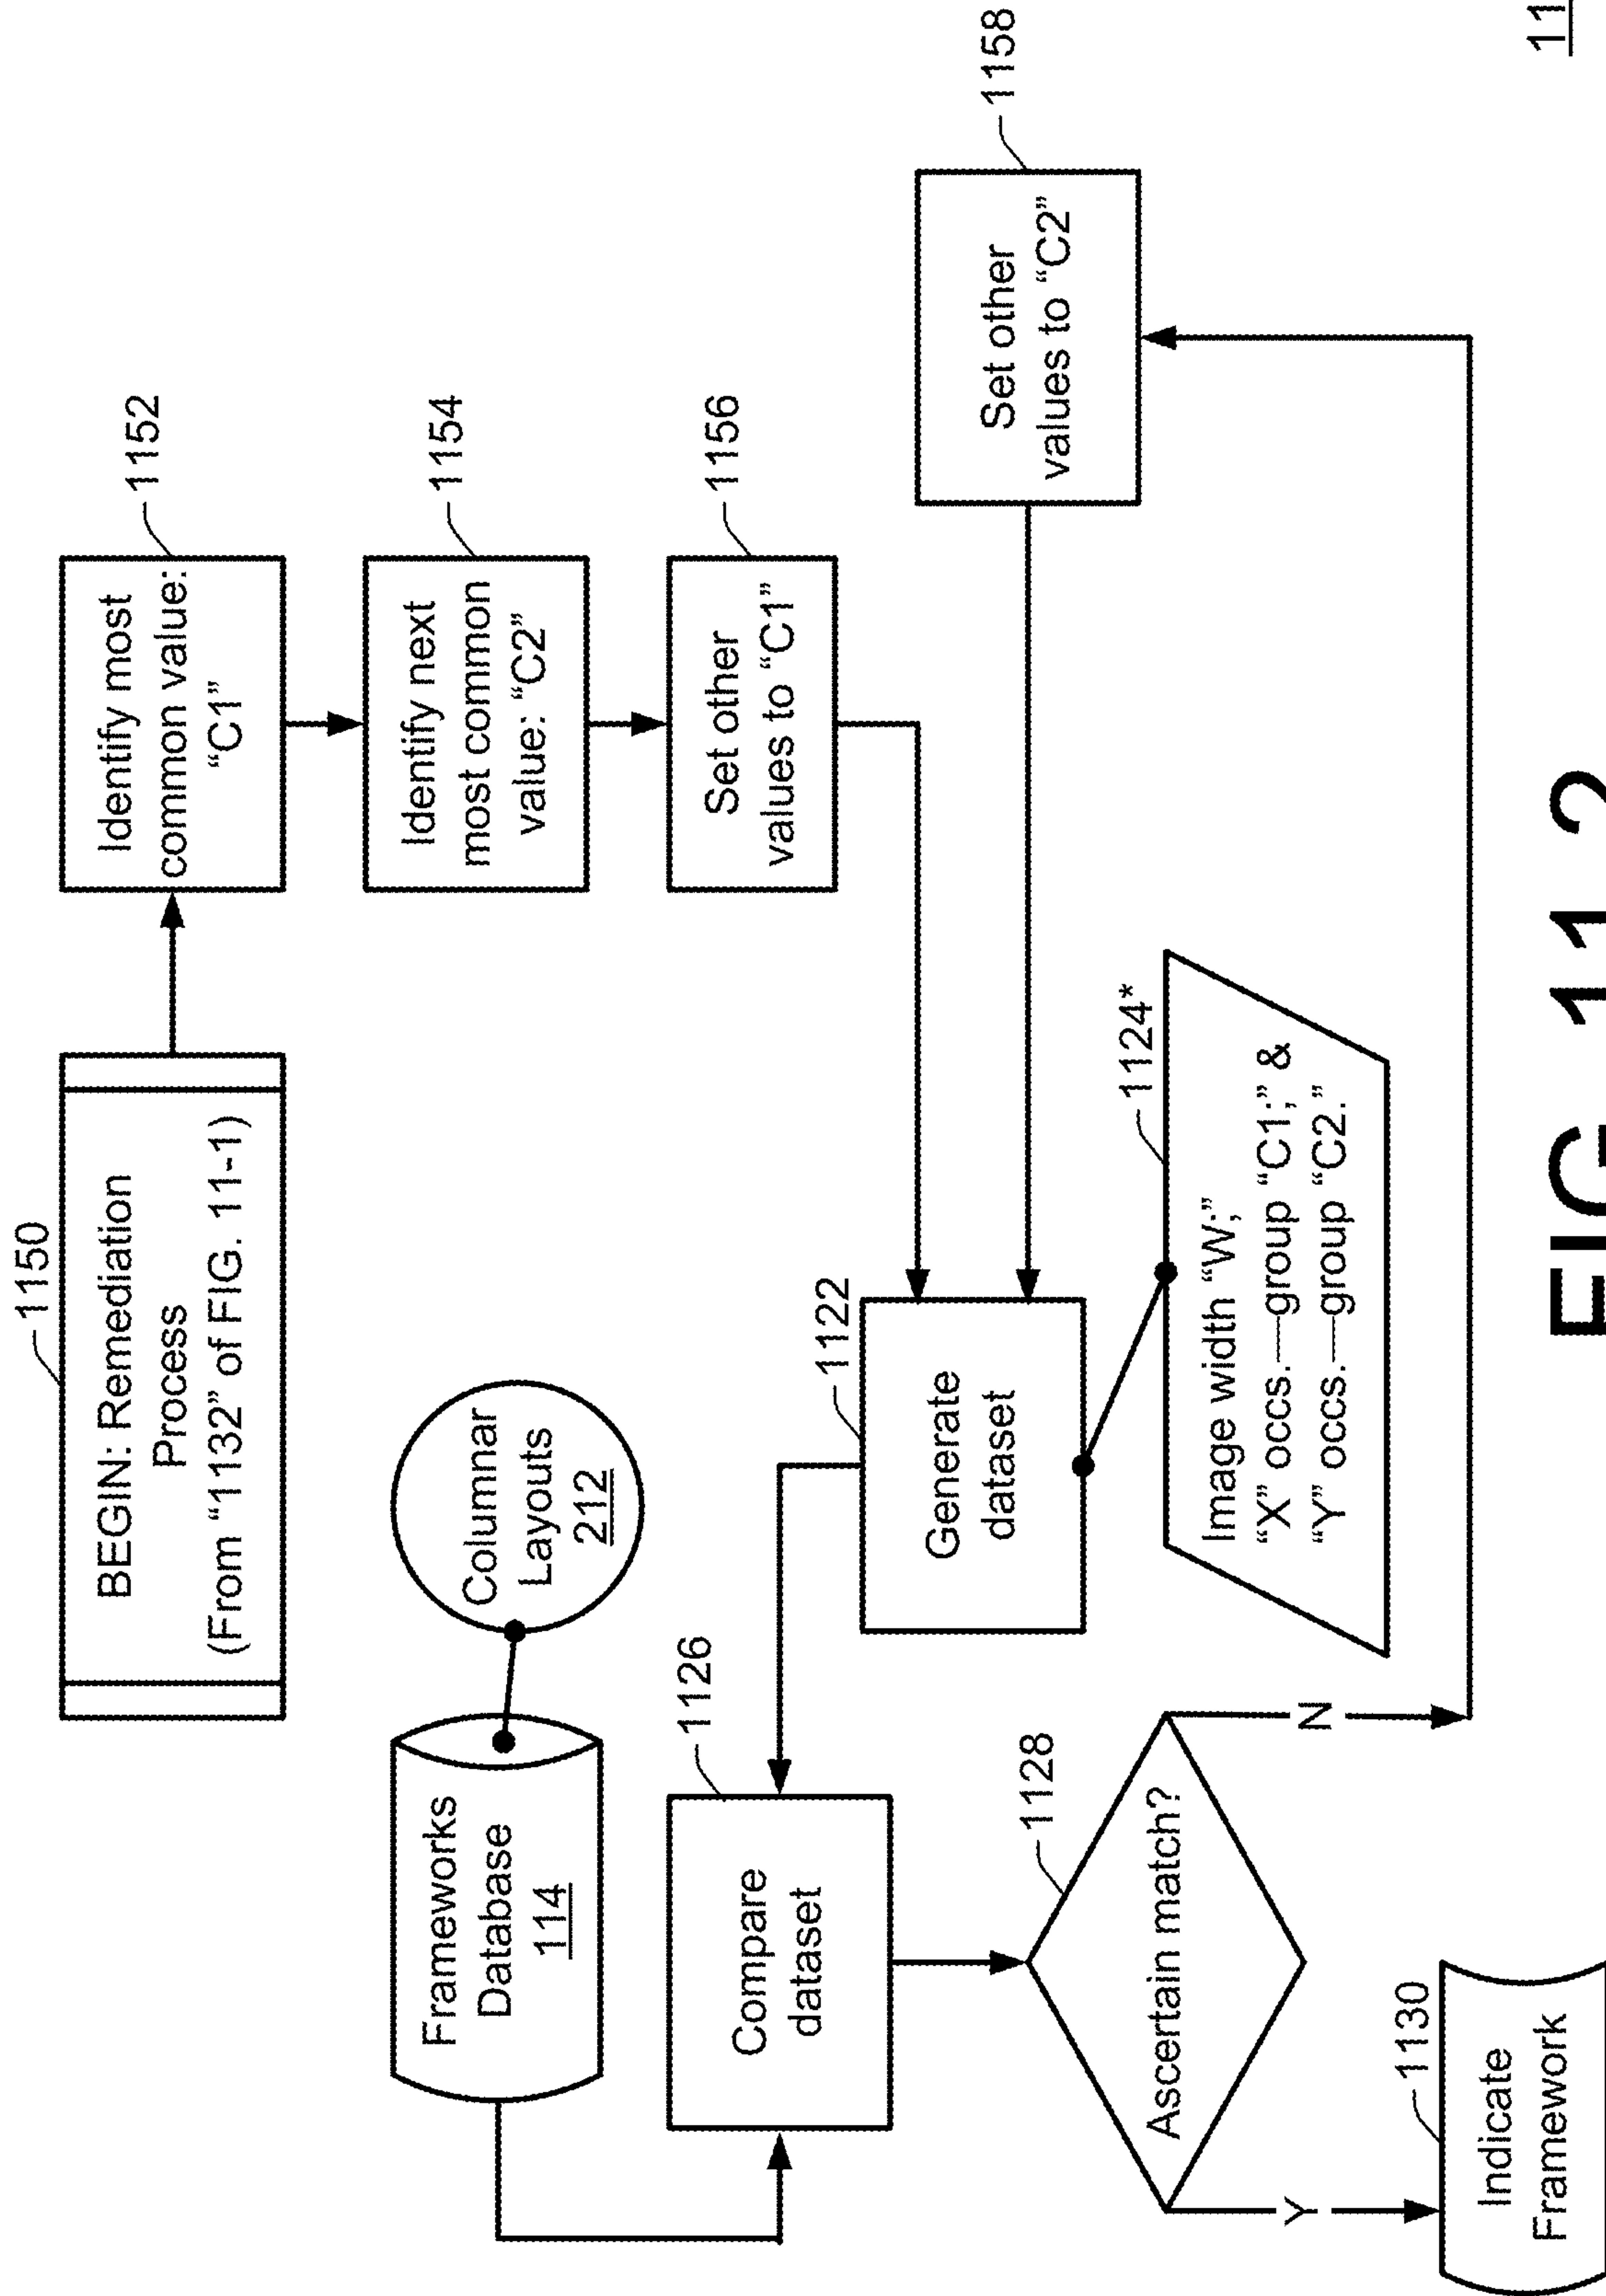 1150
BEGIN: Remediation
Process
(From “1132” of FIG. 11-1)
1152
Identify most
common value:
“C1”
1154
Identify next
most common
value: “C2”
1156
Set other
values to “C1”
Frameworks
Database
114
Columnar
Layouts
212
1126
Compare
dataset
1122
Generate
dataset
1158
Set other
values to “C2”
1128
Ascertain match?
Y
N
1124*
Image width “W;”
“X” occs.—group “C1;” &
“Y” occs.—group “C2.”
1130
Indicate
Framework
FIG. 11-2